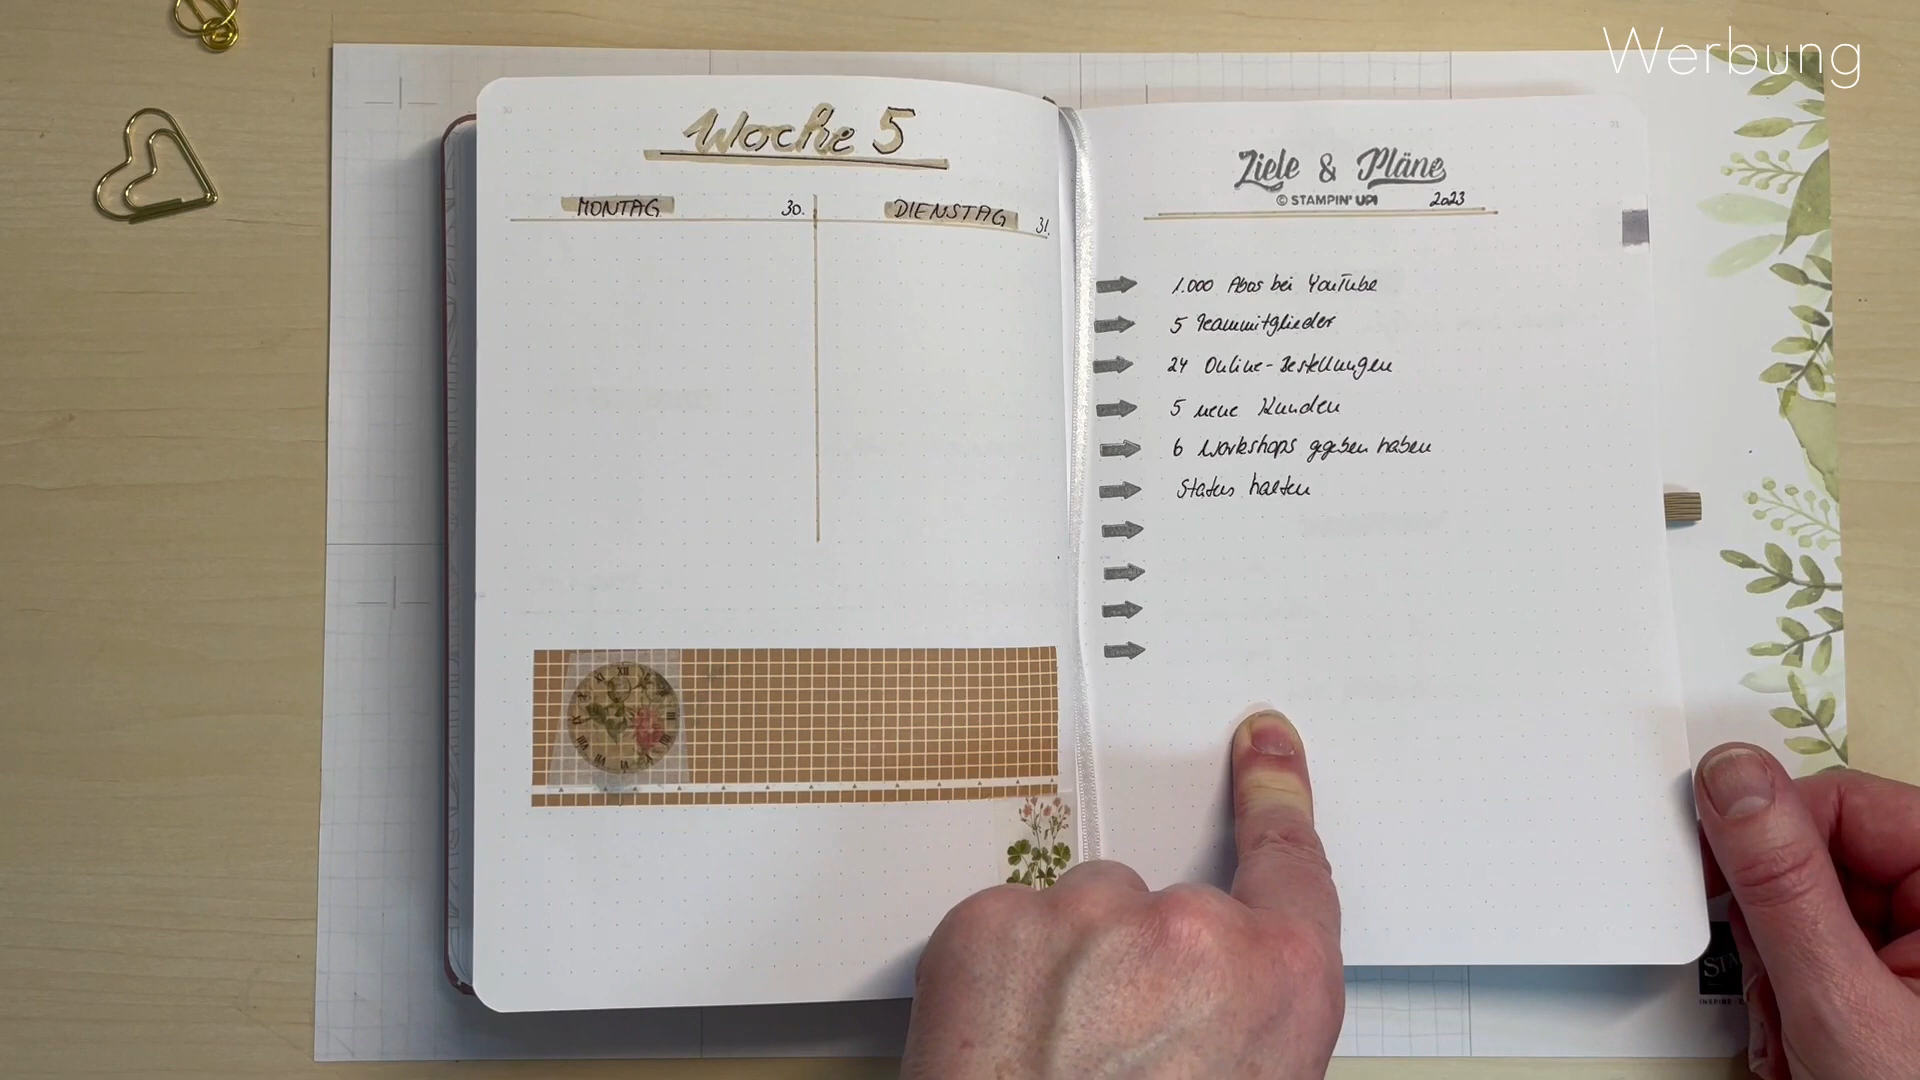 Werbung
Woche 5
MONTAG 30.
DIENSTAG 31.
Ziele & Pläne
© STAMPIN' UP! 2023
1.000 Abos bei YouTube
5 Teammitglieder
24 Online-Bestellungen
5 neue Kunden
6 Workshops gegeben haben
Status halten